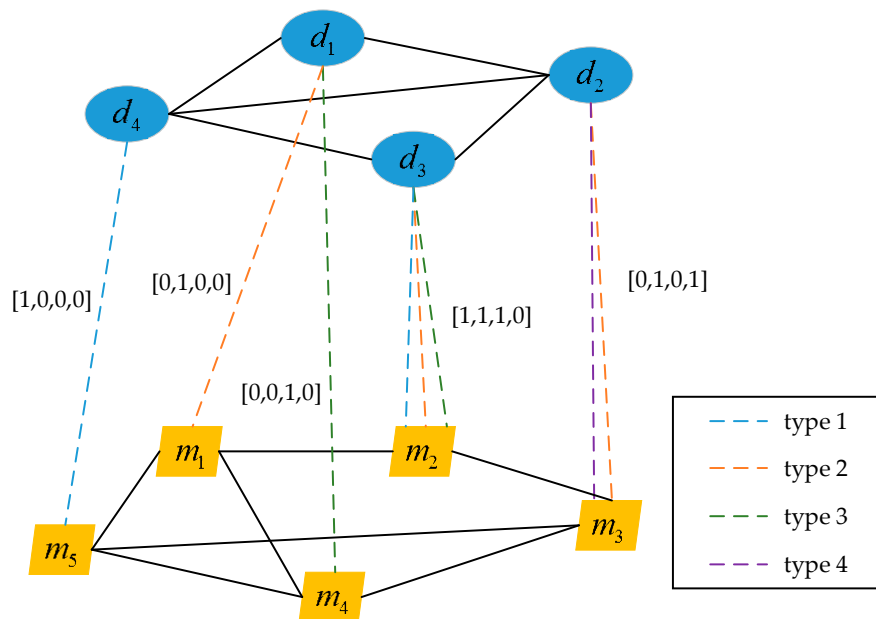 d₁
d₂
d₄
d₃
[1,0,0,0]
[0,1,0,0]
[1,1,1,0]
[0,1,0,1]
[0,0,1,0]
m₁
m₂
m₃
m₅
m₄
type 1
type 2
type 3
type 4